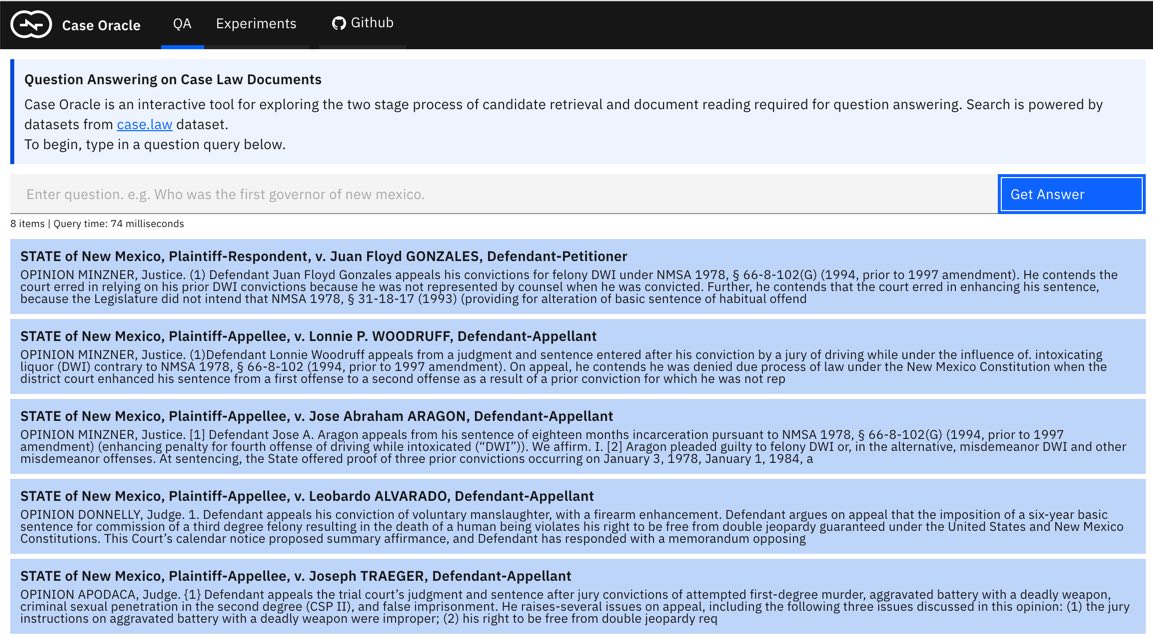 Case Oracle QA Experiments Github
Question Answering on Case Law Documents
Case Oracle is an interactive tool for exploring the two stage process of candidate retrieval and document reading required for question answering. Search is powered by
datasets from case.law dataset.
To begin, type in a question query below.
Enter question. e.g. Who was the first governor of new mexico. Get Answer
8 items | Query time: 74 milliseconds
STATE of New Mexico, Plaintiff-Respondent, v. Juan Floyd GONZALES, Defendant-Petitioner
OPINION MINZNER, Justice. (1) Defendant Juan Floyd Gonzales appeals his convictions for felony DWI under NMSA 1978, § 66-8-102(G) (1994, prior to 1997 amendment). He contends the
court erred in relying on his prior DWI convictions because he was not represented by counsel when he was convicted. Further, he contends that the court erred in enhancing his sentence,
because the Legislature did not intend that NMSA 1978, § 31-18-17 (1993) (providing for alteration of basic sentence of habitual offend
STATE of New Mexico, Plaintiff-Appellee, v. Lonnie P. WOODRUFF, Defendant-Appellant
OPINION MINZNER, Justice. (1)Defendant Lonnie Woodruff appeals from a judgment and sentence entered after his conviction by a jury of driving while under the influence of. intoxicating
liquor (DWI) contrary to NMSA 1978, § 66-8-102 (1994, prior to 1997 amendment). On appeal, he contends he was denied due process of law under the New Mexico Constitution when the
district court enhanced his sentence from a first offense to a second offense as a result of a prior conviction for which he was not rep
STATE of New Mexico, Plaintiff-Appellee, v. Jose Abraham ARAGON, Defendant-Appellant
OPINION MINZNER, Justice. [1] Defendant Jose A. Aragon appeals from his sentence of eighteen months incarceration pursuant to NMSA 1978, § 66-8-102(G) (1994, prior to 1997
amendment) (enhancing penalty for fourth offense of driving while intoxicated (“DWI”)). We affirm. I. [2] Aragon pleaded guilty to felony DWI or, in the alternative, misdemeanor DWI and other
misdemeanor offenses. At sentencing, the State offered proof of three prior convictions occurring on January 3, 1978, January 1, 1984, a
STATE of New Mexico, Plaintiff-Appellee, v. Leobardo ALVARADO, Defendant-Appellant
OPINION DONNELLY, Judge. 1. Defendant appeals his conviction of voluntary manslaughter, with a firearm enhancement. Defendant argues on appeal that the imposition of a six-year basic
sentence for commission of a third degree felony resulting in the death of a human being violates his right to be free from double jeopardy guaranteed under the United States and New Mexico
Constitutions. This Court’s calendar notice proposed summary affirmance, and Defendant has responded with a memorandum opposing
STATE of New Mexico, Plaintiff-Appellee, v. Joseph TRAEGER, Defendant-Appellant
OPINION APODACA, Judge. {1} Defendant appeals the trial court’s judgment and sentence after jury convictions of attempted first-degree murder, aggravated battery with a deadly weapon,
criminal sexual penetration in the second degree (CSP II), and false imprisonment. He raises-several issues on appeal, including the following three issues discussed in this opinion: (1) the jury
instructions on aggravated battery with a deadly weapon were improper; (2) his right to be free from double jeopardy req